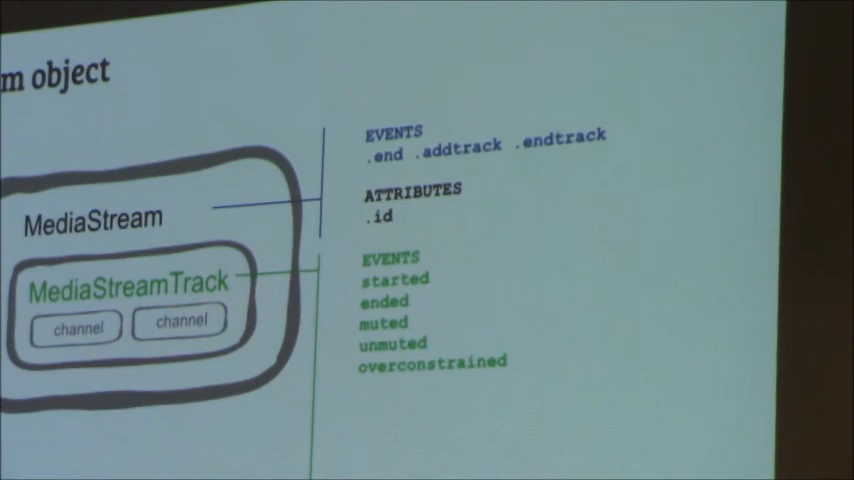 m object
MediaStream
MediaStreamTrack
channel channel
EVENTS
.end .addtrack .endtrack
ATTRIBUTES
.id
EVENTS
started
ended
muted
unmuted
overconstrained